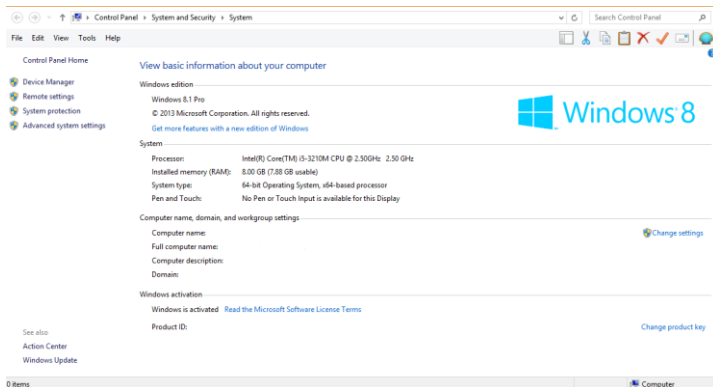 Control Panel ▸ System and Security ▸ System
Search Control Panel
File Edit View Tools Help
Control Panel Home
Device Manager
Remote settings
System protection
Advanced system settings
View basic information about your computer
Windows edition
Windows 8.1 Pro
© 2013 Microsoft Corporation. All rights reserved.
Get more features with a new edition of Windows
Windows 8
System
Processor: Intel(R) Core(TM) i5-3210M CPU @ 2.50GHz 2.50 GHz
Installed memory (RAM): 8.00 GB (7.88 GB usable)
System type: 64-bit Operating System, x64-based processor
Pen and Touch: No Pen or Touch Input is available for this Display
Computer name, domain, and workgroup settings
Computer name: Change settings
Full computer name:
Computer description:
Domain:
Windows activation
Windows is activated Read the Microsoft Software License Terms
Product ID: Change product key
See also
Action Center
Windows Update
0 items Computer